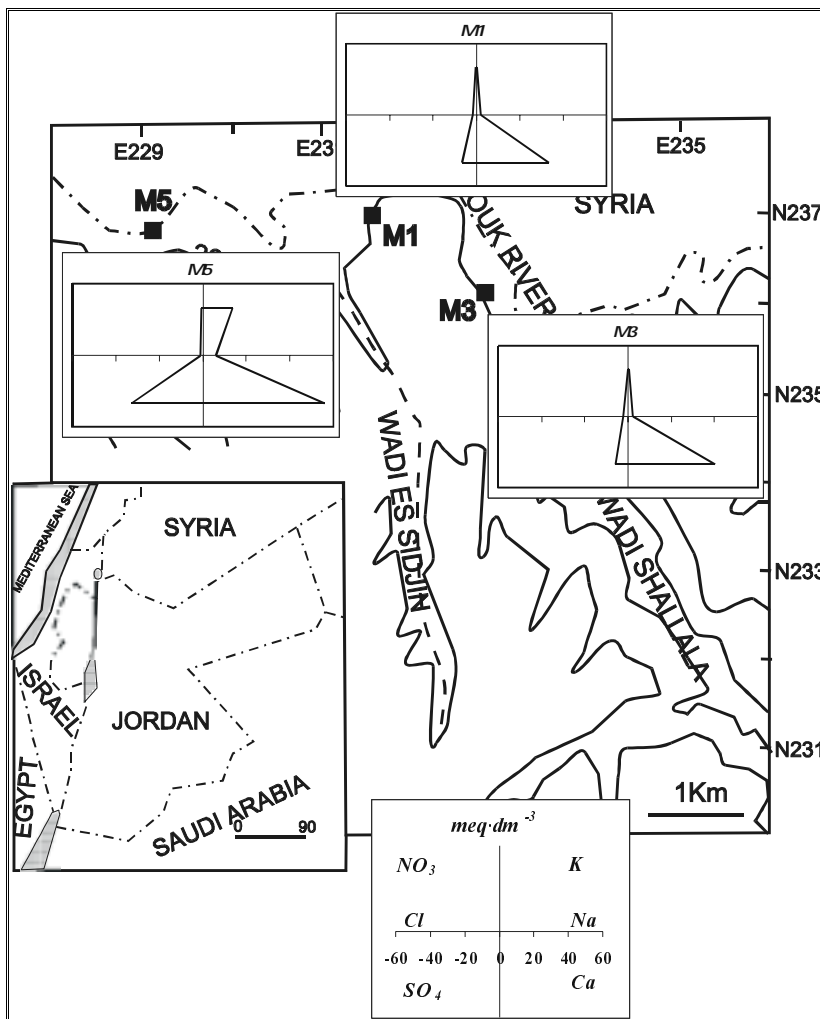 M1
E229
E23
E235
SYRIA
N237
M5
M1
OUK RIVER
M3
M5
M3
N235
WADI ES SIDJIN
WADI SHALLALA
MEDITERRANEAN SEA
SYRIA
N233
ISRAEL
JORDAN
EGYPT
SAUDI ARABIA
0 90
N231
1Km
meq·dm⁻³
NO₃ K
Cl Na
-60 -40 -20 0 20 40 60
SO₄ Ca